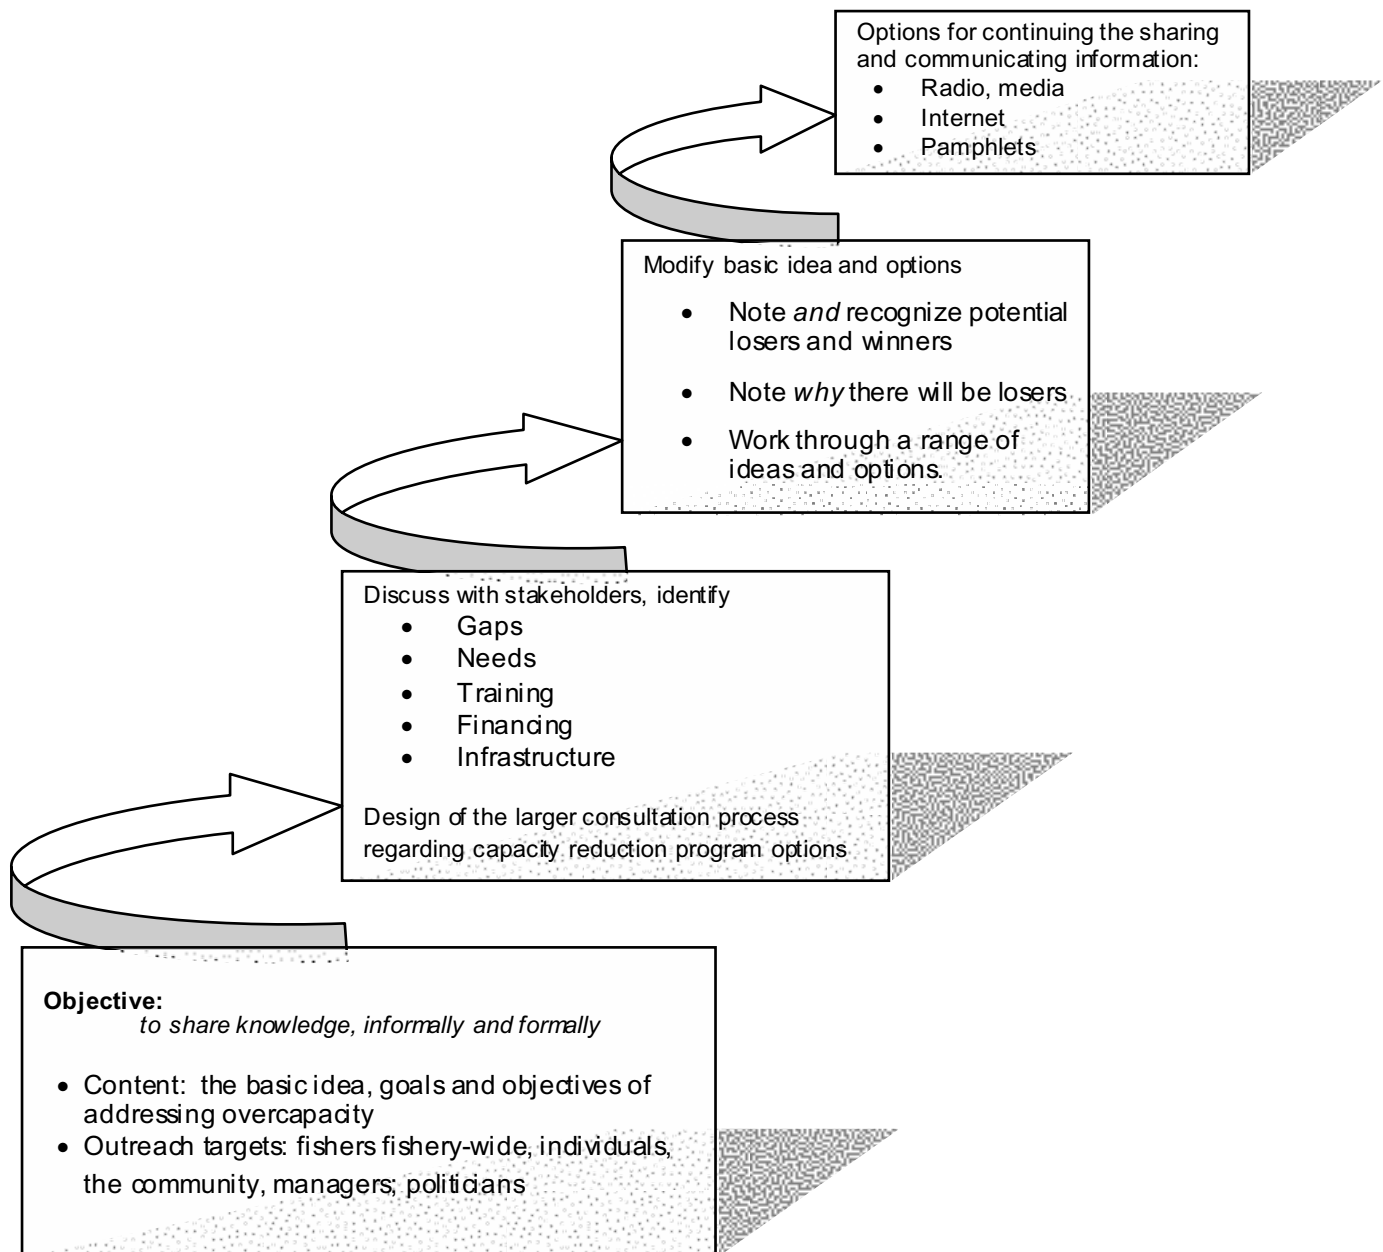 Options for continuing the sharing
and communicating information:
• Radio, media
• Internet
• Pamphlets
Modify basic idea and options
• Note and recognize potential
losers and winners
• Note why there will be losers
• Work through a range of
ideas and options.
Discuss with stakeholders, identify
• Gaps
• Needs
• Training
• Financing
• Infrastructure
Design of the larger consultation process
regarding capacity reduction program options
Objective:
to share knowledge, informally and formally
• Content: the basic idea, goals and objectives of
addressing overcapacity
• Outreach targets: fishers fishery-wide, individuals,
the community, managers; politicians